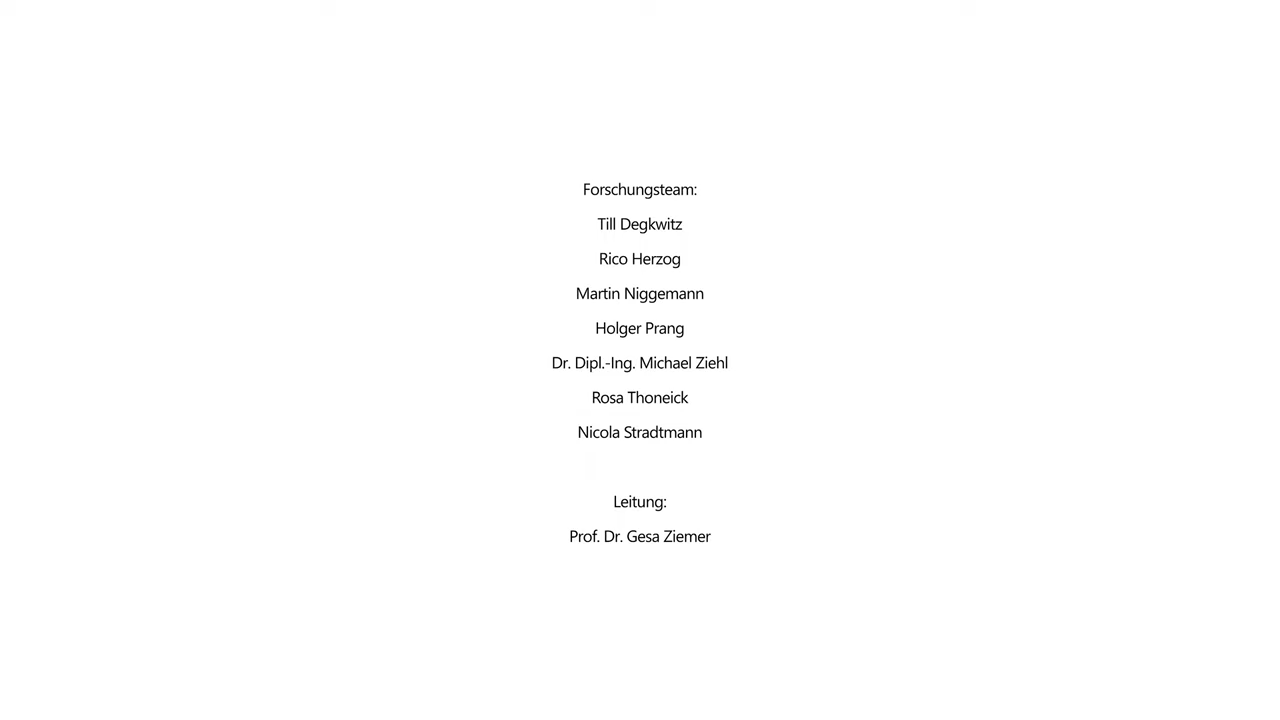 Forschungsteam:
Till Degkwitz
Rico Herzog
Martin Niggemann
Holger Prang
Dr. Dipl.-Ing. Michael Ziehl
Rosa Thoneick
Nicola Stradtmann
Leitung:
Prof. Dr. Gesa Ziemer